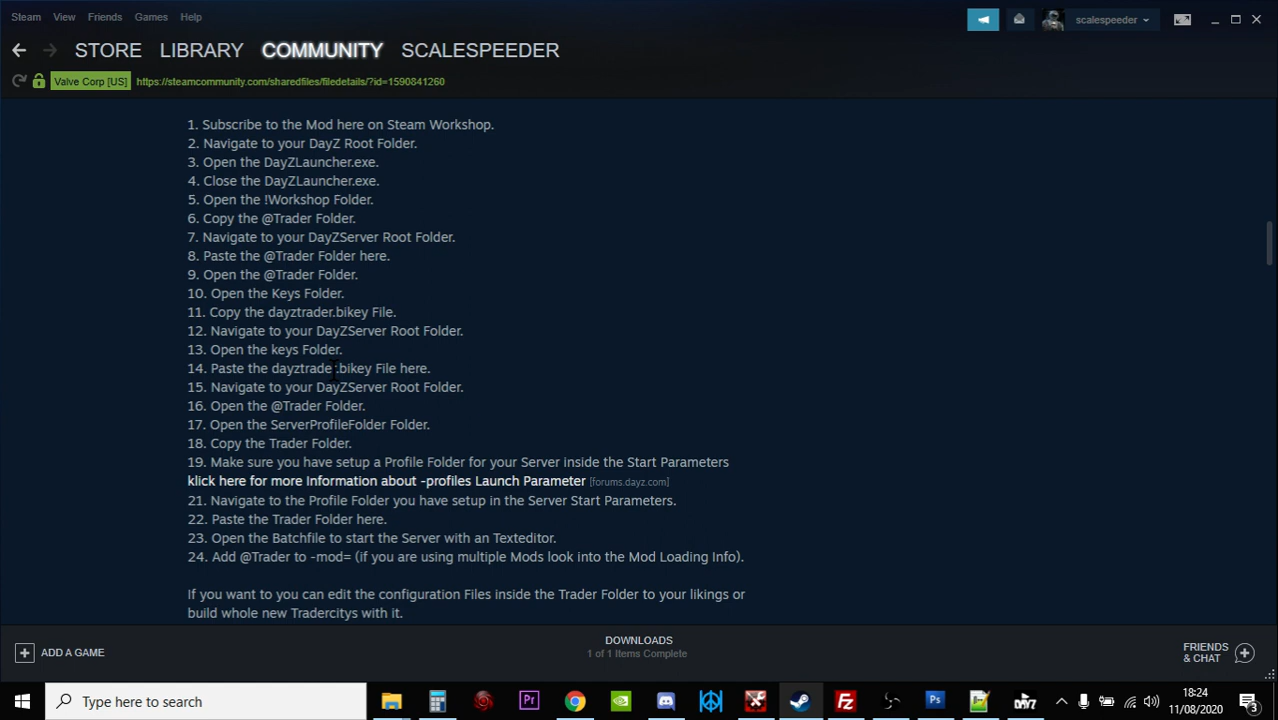 Steam View Friends Games Help
scalespeeder
STORE LIBRARY COMMUNITY SCALESPEEDER
Valve Corp [US] https://steamcommunity.com/sharedfiles/filedetails/?id=1590841260
1. Subscribe to the Mod here on Steam Workshop.
2. Navigate to your DayZ Root Folder.
3. Open the DayZLauncher.exe.
4. Close the DayZLauncher.exe.
5. Open the !Workshop Folder.
6. Copy the @Trader Folder.
7. Navigate to your DayZServer Root Folder.
8. Paste the @Trader Folder here.
9. Open the @Trader Folder.
10. Open the Keys Folder.
11. Copy the dayztrader.bikey File.
12. Navigate to your DayZServer Root Folder.
13. Open the keys Folder.
14. Paste the dayztrader.bikey File here.
15. Navigate to your DayZServer Root Folder.
16. Open the @Trader Folder.
17. Open the ServerProfileFolder Folder.
18. Copy the Trader Folder.
19. Make sure you have setup a Profile Folder for your Server inside the Start Parameters
klick here for more Information about -profiles Launch Parameter [forums.dayz.com]
21. Navigate to the Profile Folder you have setup in the Server Start Parameters.
22. Paste the Trader Folder here.
23. Open the Batchfile to start the Server with an Texteditor.
24. Add @Trader to -mod= (if you are using multiple Mods look into the Mod Loading Info).
If you want to you can edit the configuration Files inside the Trader Folder to your likings or
build whole new Tradercitys with it.
ADD A GAME
DOWNLOADS
1 of 1 Items Complete
FRIENDS
& CHAT
Type here to search
Pr
Ps
18:24
11/08/2020
3